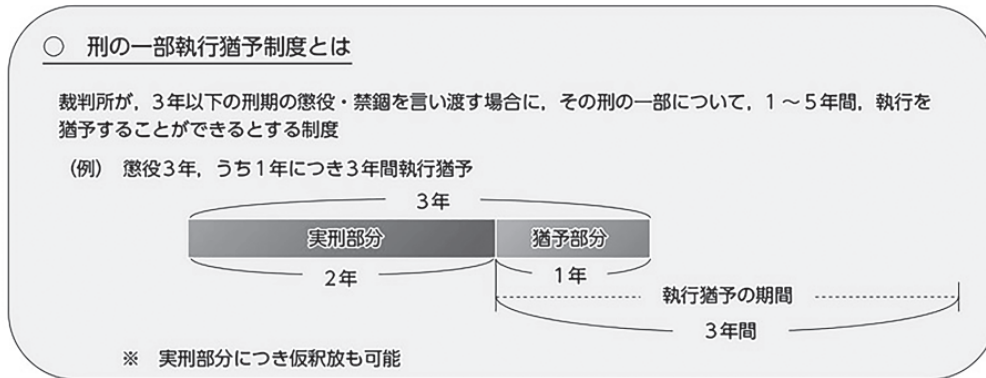 ○ 刑の一部執行猶予制度とは
裁判所が，3年以下の刑期の懲役・禁錮を言い渡す場合に，その刑の一部について，1～5年間，執行を
猶予することができるとする制度
（例） 懲役3年，うち1年につき3年間執行猶予
3年
実刑部分 猶予部分
2年 1年
執行猶予の期間
3年間
※ 実刑部分につき仮釈放も可能